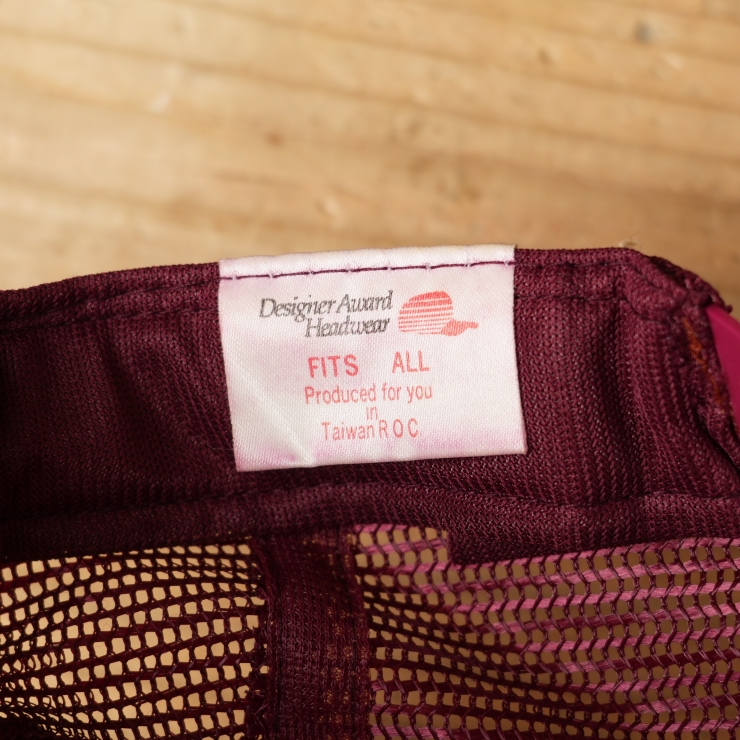 Designer Award
Headwear
FITS ALL
Produced for you
in
Taiwan R O C.